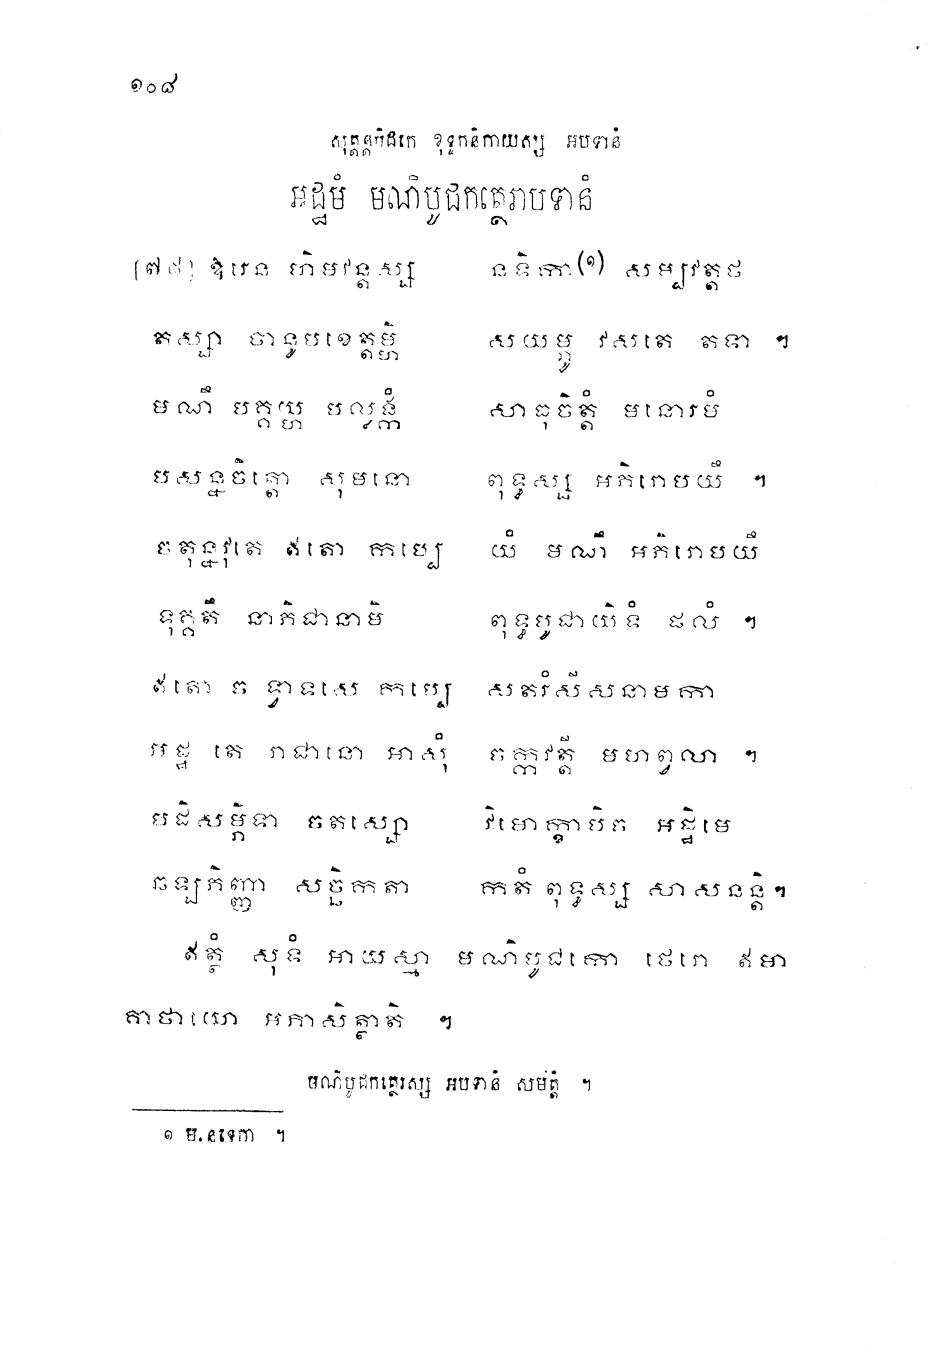 ១០៨
សុត្តន្តបិដកេ ខុទ្ទកនិកាយស្ស អបទានំ
អដ្ឋមំ មណិបូជកត្ថេរាបទានំ
[៧៨] ឱរេន ហិមវន្តស្ស នទិកា(១) សម្បវត្តថ
តស្សា ចានុបខេត្តម្ហិ សយម្ភូ វសតេ តទា ។
មណឹ បគ្គយ្ហ បល្លង្កំ សាធុចិត្តំ មនោរមំ
បសន្នចិត្តោ សុមនោ ពុទ្ធស្ស អភិរោបយឹ ។
ចតុន្នវុតេ ឥតោ កប្បេ យំ មណឹ អភិរោបយឹ
ទុគ្គតឹ នាភិជានាមិ ពុទ្ធបូជាយិទំ ផលំ ។
ឥតោ ច ទ្វាទសេ កប្បេ សតរំសីសនាមកា
អដ្ឋ តេ រាជានោ អាសុំ ចក្កវត្តី មហព្វលា ។
បដិសម្ភិទា ចតស្សោ វិមោក្ខាបិច អដ្ឋិមេ
ឆឡភិញ្ញា សច្ឆិកតា កតំ ពុទ្ធស្ស សាសនន្តិ។
ឥត្ថំ សុទំ អាយស្មា មណិបូជកោ ថេរោ ឥមា
គាថាយោ អភាសិត្ថាតិ ។
មណិបូជកត្ថេរស្ស អបទានំ សមត្តំ ។
១ ម.នទេកា ។